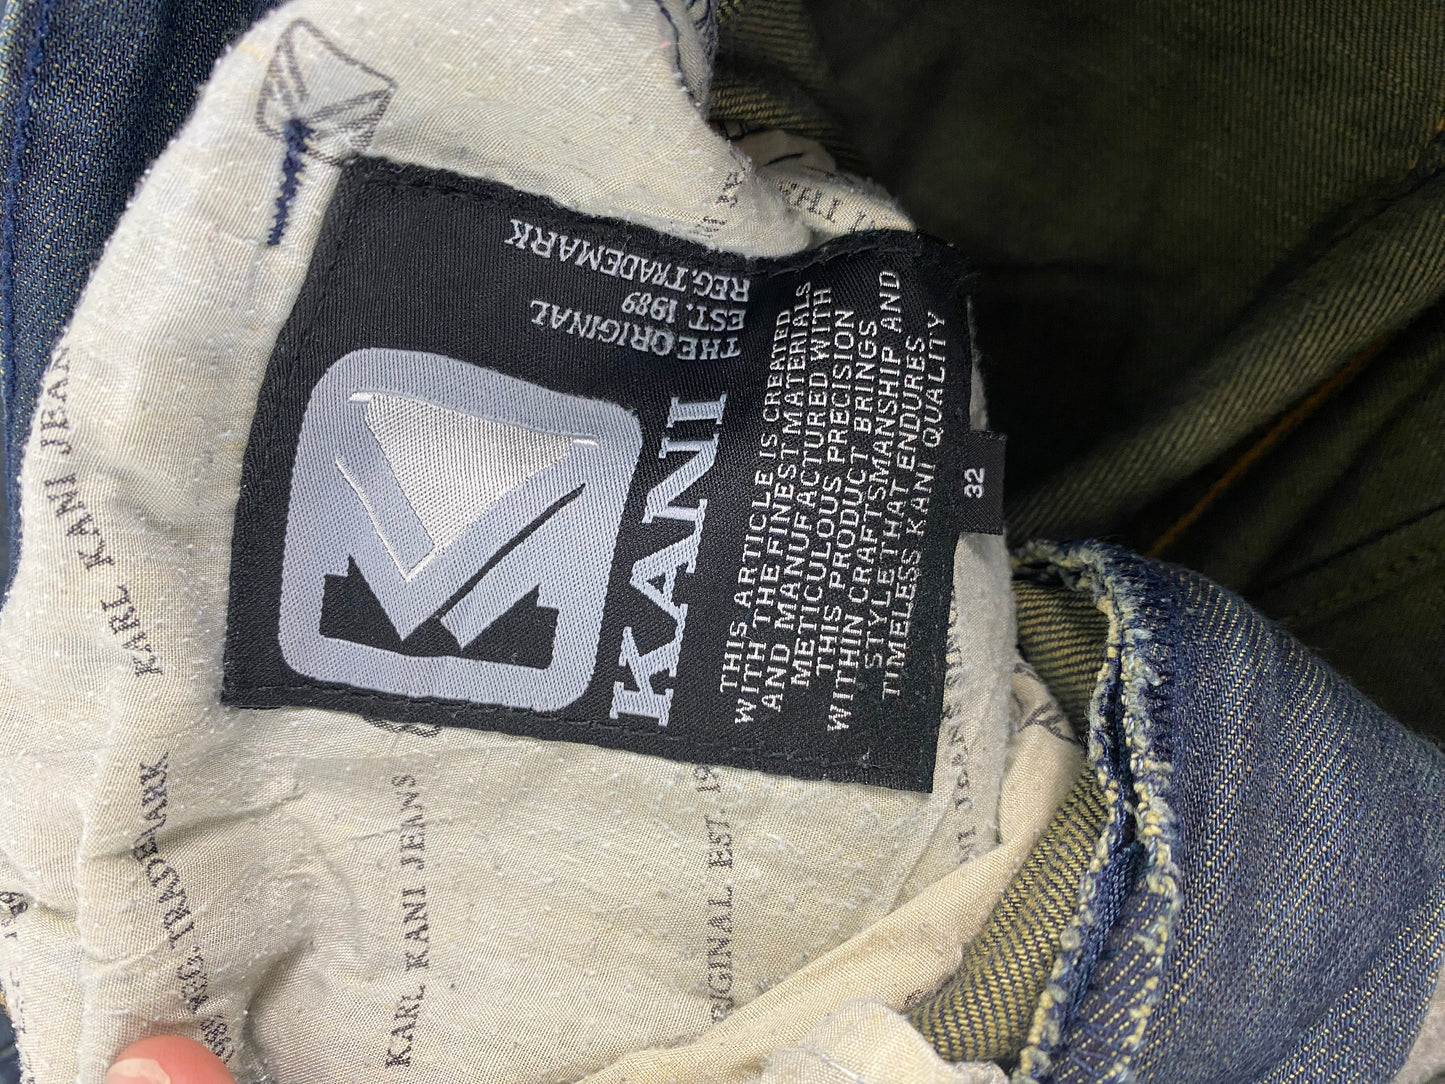 THE ORIGINAL
EST. 1989
REG. TRADEMARK
KANI
THIS ARTICLE IS CREATED
WITH THE FINEST MATERIALS
AND MANUFACTURED WITH
METICULOUS PRECISION
THIS PRODUCT BRINGS
WITHIN CRAFTSMANSHIP AND
STYLE THAT ENDURES
TIMELESS KANI QUALITY
32
KARL KANI JEAN
REG. TRADEMARK
KARL KANI JEANS
ORIGINAL EST. 19